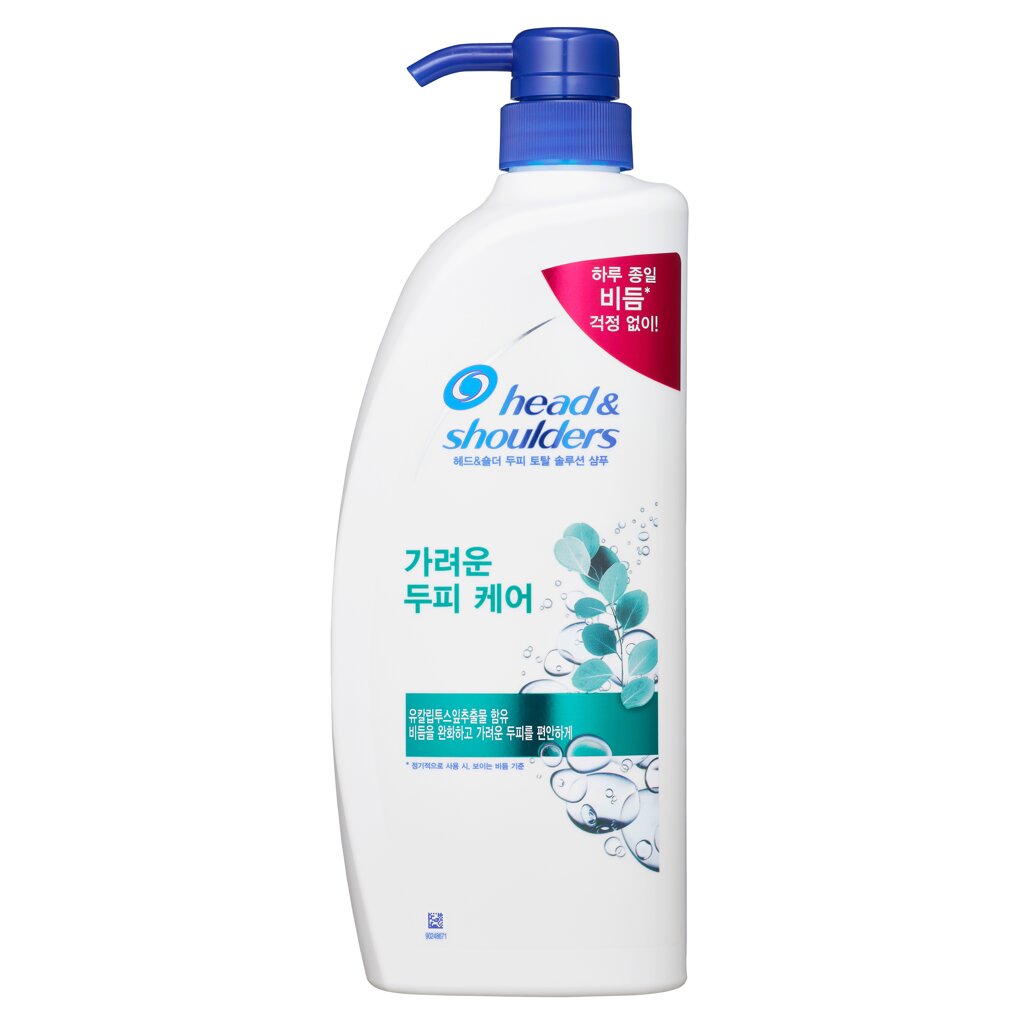 하루 종일
비듬*
걱정 없이!
head &
shoulders
헤드&숄더 두피 토탈 솔루션 샴푸
가려운
두피 케어
유칼립투스잎추출물 함유
비듬을 완화하고 가려운 두피를 편안하게
* 정기적으로 사용 시, 보이는 비듬 기준
90248671